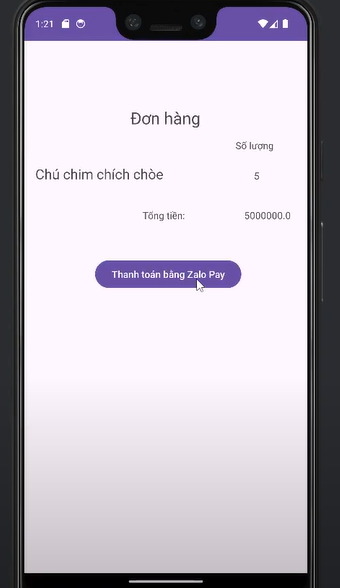 1:21
Đơn hàng
Số lượng
Chú chim chích chòe 5
Tổng tiền: 5000000.0
Thanh toán bằng Zalo Pay